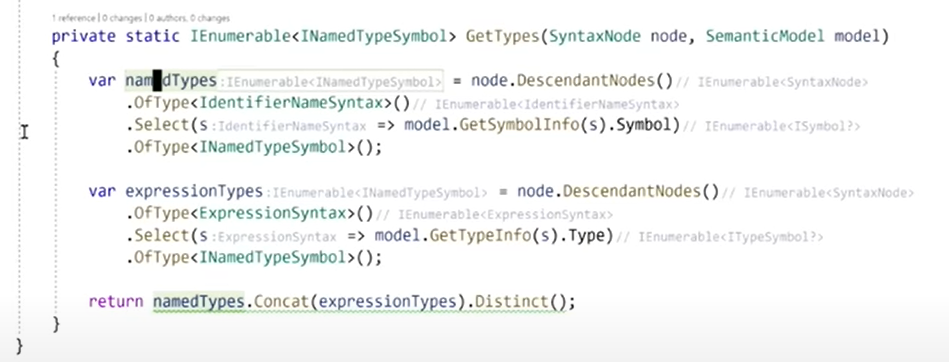 1 reference | 0 changes | 0 authors, 0 changes
private static IEnumerable<INamedTypeSymbol> GetTypes(SyntaxNode node, SemanticModel model)
{
var namedTypes :IEnumerable<INamedTypeSymbol> = node.DescendantNodes() // IEnumerable<SyntaxNode>
.OfType<IdentifierNameSyntax>() // IEnumerable<IdentifierNameSyntax>
.Select(s :IdentifierNameSyntax => model.GetSymbolInfo(s).Symbol) // IEnumerable<ISymbol?>
.OfType<INamedTypeSymbol>();
var expressionTypes :IEnumerable<INamedTypeSymbol> = node.DescendantNodes() // IEnumerable<SyntaxNode>
.OfType<ExpressionSyntax>() // IEnumerable<ExpressionSyntax>
.Select(s :ExpressionSyntax => model.GetTypeInfo(s).Type) // IEnumerable<ITypeSymbol?>
.OfType<INamedTypeSymbol>();
return namedTypes.Concat(expressionTypes).Distinct();
}
}